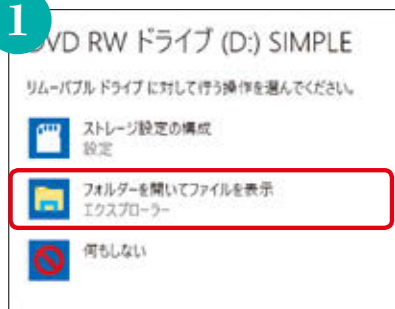 1
DVD RW ドライブ (D:) SIMPLE
リムーバブル ドライブ に対して行う操作を選んでください。
ストレージ設定の構成
設定
フォルダーを開いてファイルを表示
エクスプローラー
何もしない